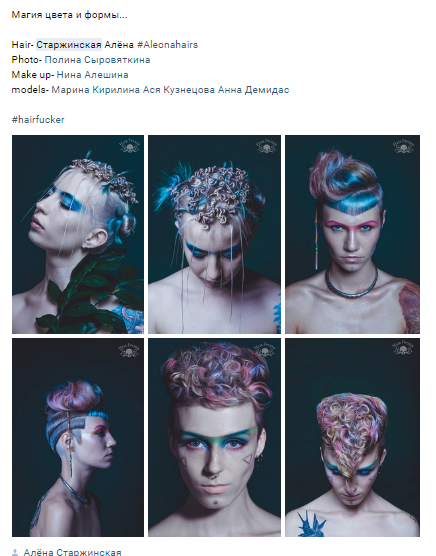 Магия цвета и формы...
Hair- Старжинская Алёна #Aleonahairs
Photo- Полина Сыровяткина
Make up- Нина Алешина
models- Марина Кирилина Ася Кузнецова Анна Демидас
#hairfucker
Алёна Старжинская